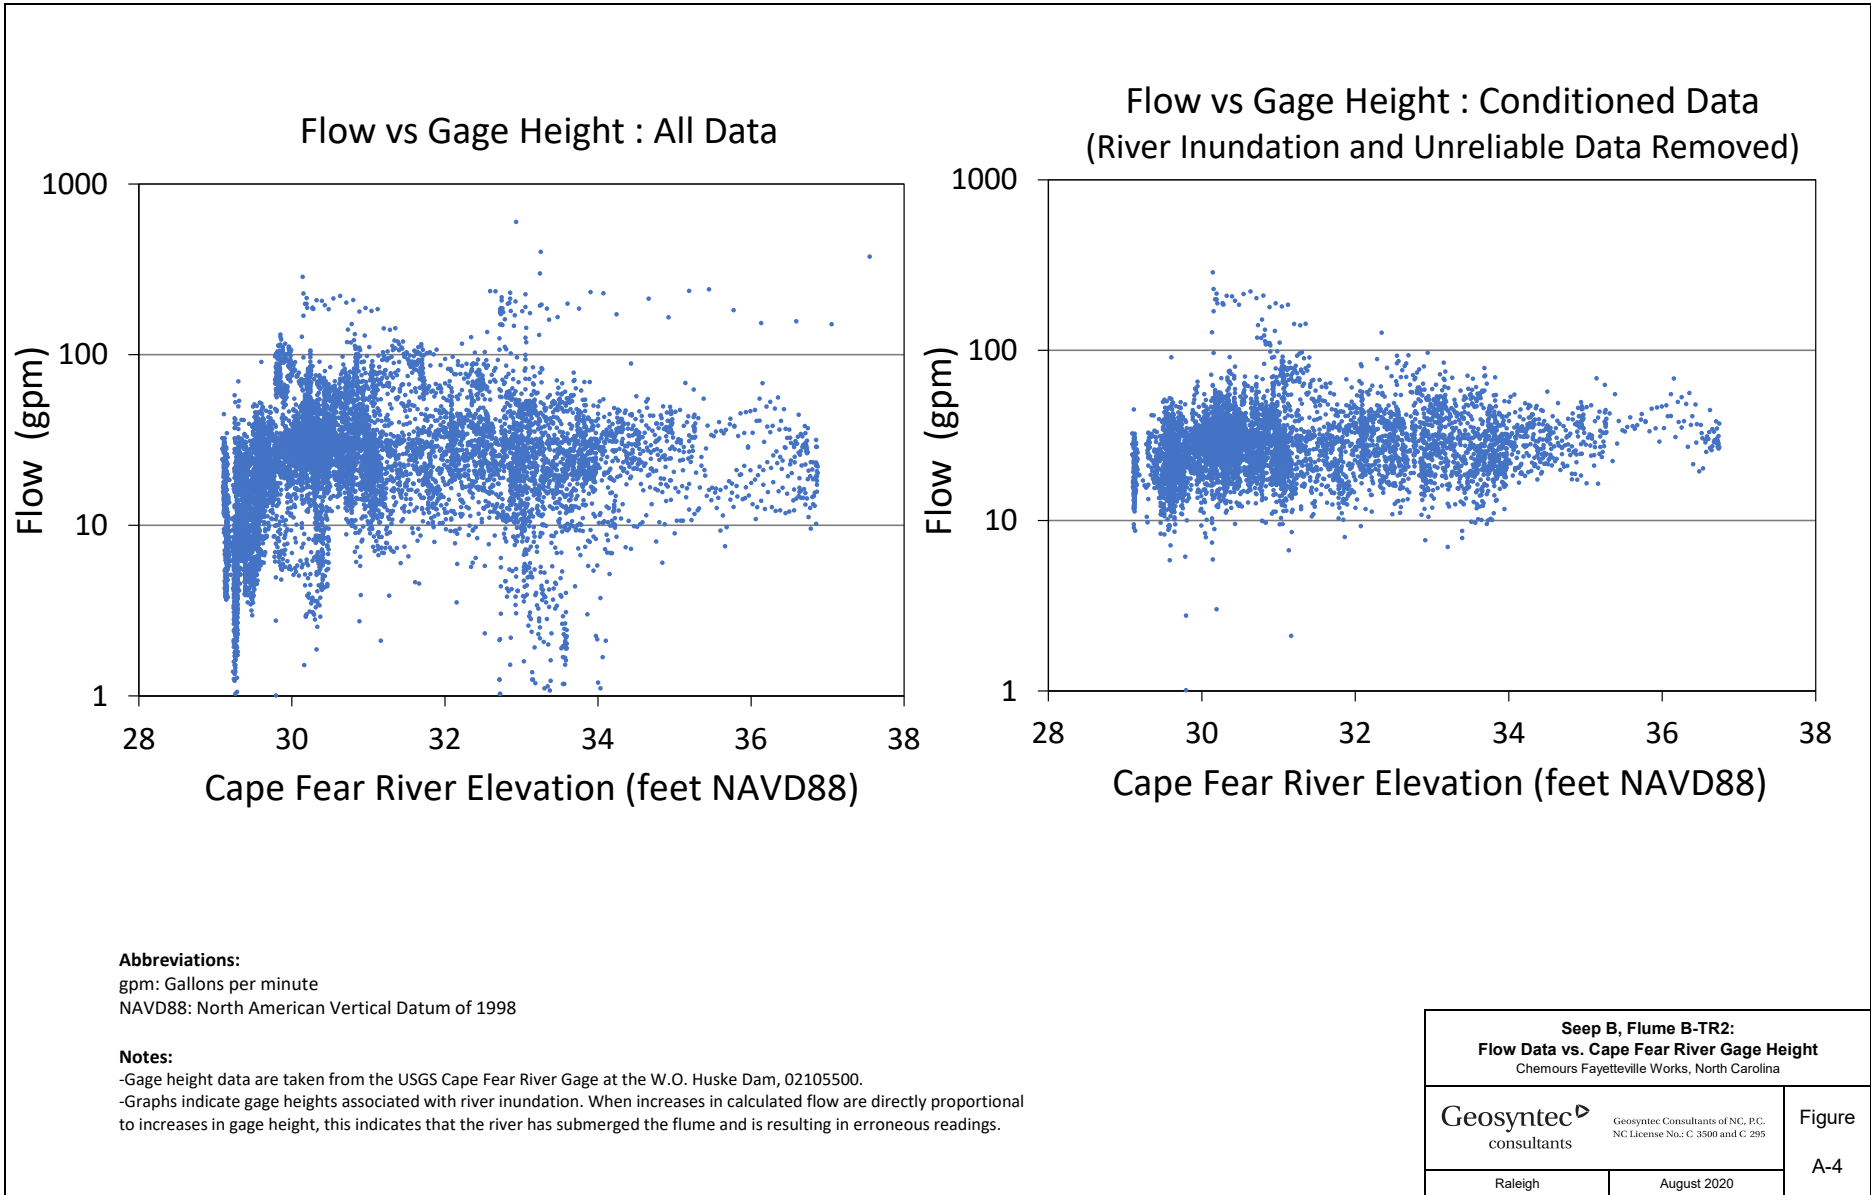 Flow vs Gage Height : All Data
1000
100
10
1
28 30 32 34 36 38
Flow (gpm)
Cape Fear River Elevation (feet NAVD88)
Flow vs Gage Height : Conditioned Data
(River Inundation and Unreliable Data Removed)
1000
100
10
1
28 30 32 34 36 38
Flow (gpm)
Cape Fear River Elevation (feet NAVD88)
Abbreviations:
gpm: Gallons per minute
NAVD88: North American Vertical Datum of 1998
Notes:
-Gage height data are taken from the USGS Cape Fear River Gage at the W.O. Huske Dam, 02105500.
-Graphs indicate gage heights associated with river inundation. When increases in calculated flow are directly proportional
to increases in gage height, this indicates that the river has submerged the flume and is resulting in erroneous readings.
Seep B, Flume B-TR2:
Flow Data vs. Cape Fear River Gage Height
Chemours Fayetteville Works, North Carolina
Geosyntec
consultants
Geosyntec Consultants of NC, P.C.
NC License No.: C 3500 and C 295
Figure
A-4
Raleigh
August 2020